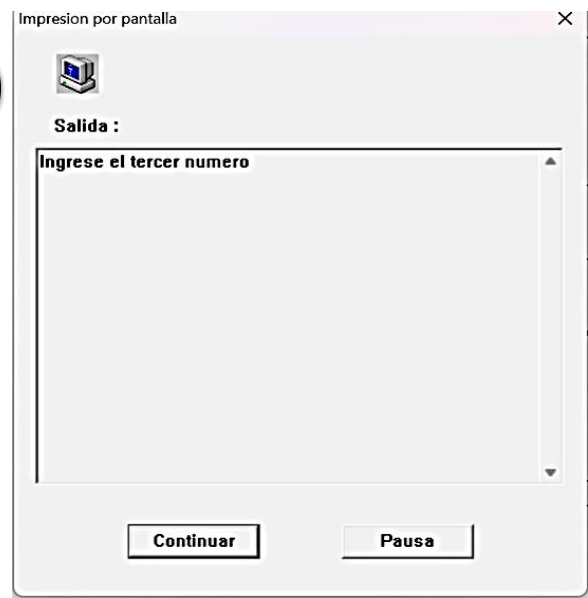 Impresion por pantalla
Salida :
Ingrese el tercer numero
Continuar
Pausa